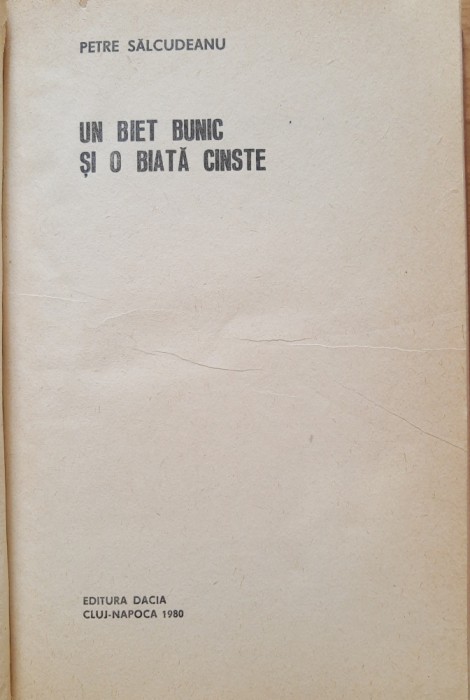 PETRE SĂLCUDEANU
UN BIET BUNIC
ȘI O BIATĂ CINSTE
EDITURA DACIA
CLUJ-NAPOCA 1980